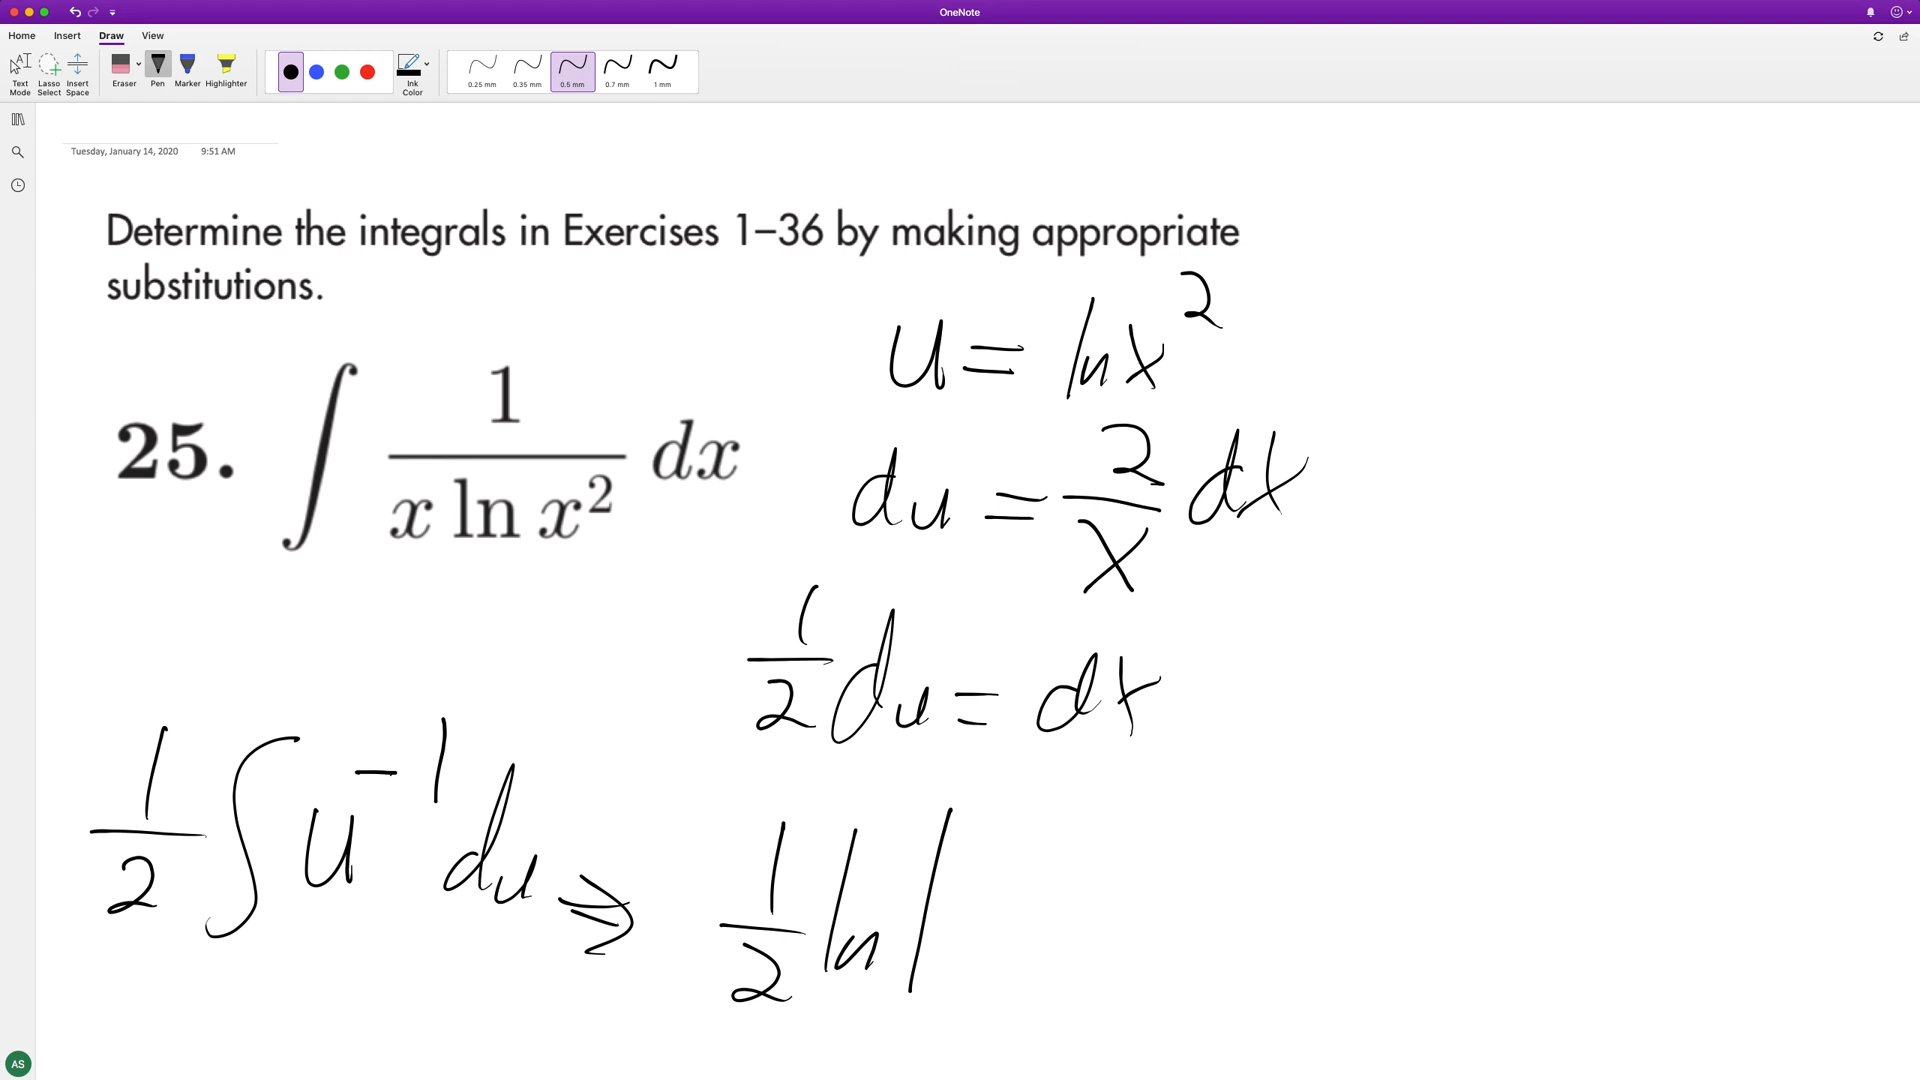 OneNote
Home Insert Draw View
Text Mode
Lasso Select
Insert Space
Eraser
Pen
Marker
Highlighter
Ink Color
0.25 mm
0.35 mm
0.5 mm
0.7 mm
1 mm
Tuesday, January 14, 2020 9:51 AM
Determine the integrals in Exercises 1–36 by making appropriate
substitutions.
25. ∫ 1/(x ln x²) dx
u = ln x²
du = 2/x dx
1/2 du = dx
1/2 ∫ u⁻¹ du ⇒ 1/2 ln |
AS